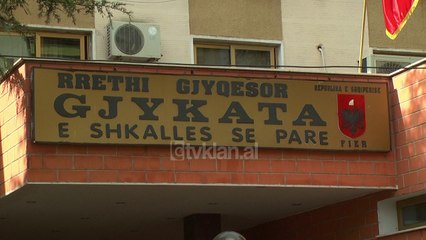 RRETHI GJYQESOR
REPUBLIKA E SHQIPERISE
GJYKATA
E SHKALLES SE PARE
FIER
@tvklan.al